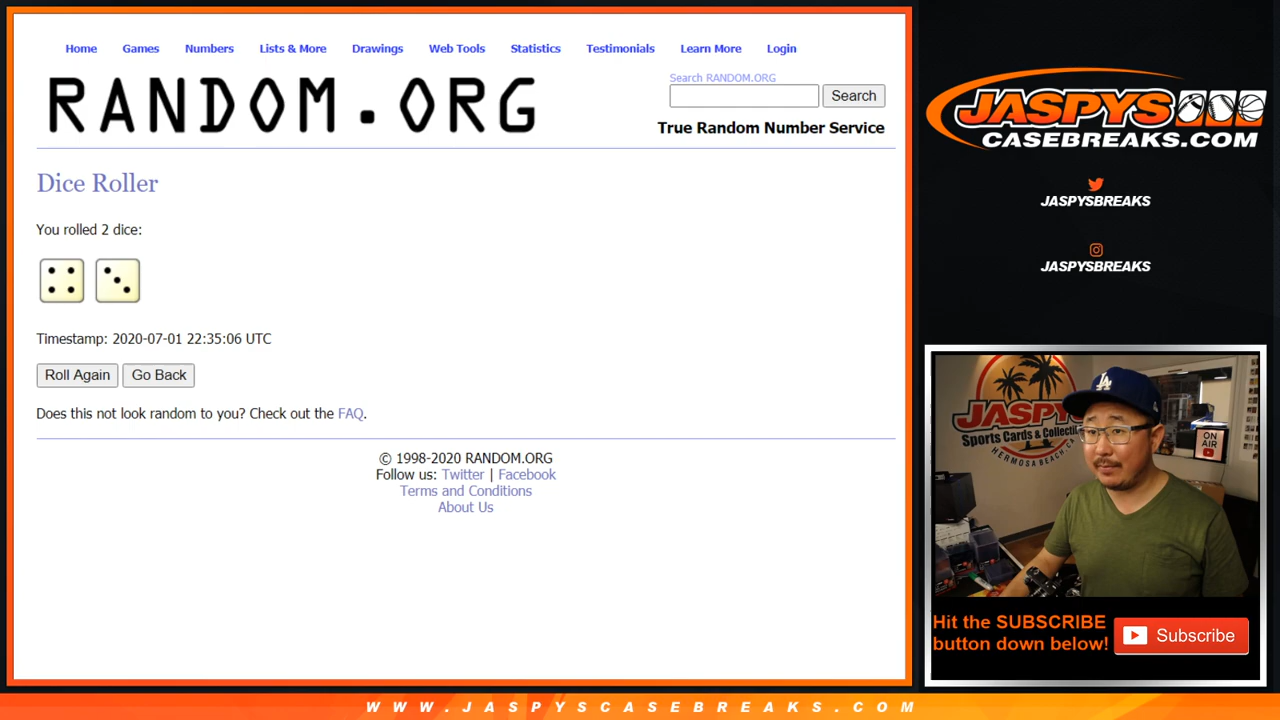 Home Games Numbers Lists & More Drawings Web Tools Statistics Testimonials Learn More Login
RANDOM.ORG
Search RANDOM.ORG
Search
True Random Number Service
Dice Roller
You rolled 2 dice:
Timestamp: 2020-07-01 22:35:06 UTC
Roll Again Go Back
Does this not look random to you? Check out the FAQ.
© 1998-2020 RANDOM.ORG
Follow us: Twitter | Facebook
Terms and Conditions
About Us
JASPYS
CASEBREAKS.COM
JASPYSBREAKS
JASPYSBREAKS
JASPYS
Sports Cards & Collectib
HERMOSA BEACH, CA
LA
ON
AIR
Hit the SUBSCRIBE
button down below!
Subscribe
WWW.JASPYSCASEBREAKS.COM